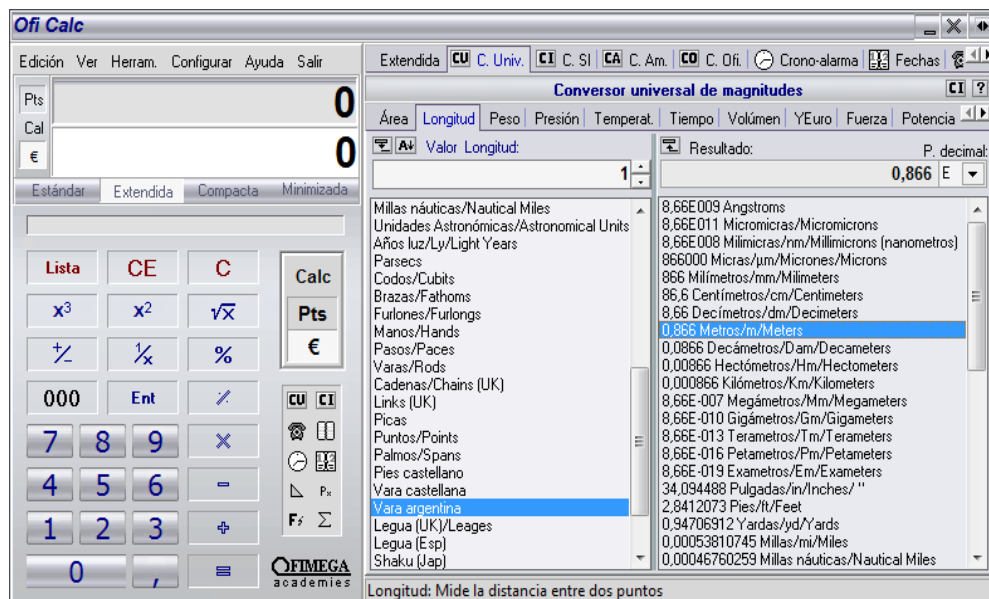 Ofi Calc
Edición Ver Herram. Configurar Ayuda Salir
Pts
Cal
€
0
0
Estándar Extendida Compacta Minimizada
Lista CE C
x³ x² √x
+/- 1/x %
000 Ent
7 8 9 ×
4 5 6 -
1 2 3 +
0 , =
Calc
Pts
€
CU CI
Px
Σ
OFIMEGA
academies
Extendida CU C. Univ. CI C. SI CA C. Am. CO C. Ofi. Crono-alarma Fechas
Conversor universal de magnitudes CI ?
Área Longitud Peso Presión Temperat. Tiempo Volúmen YEuro Fuerza Potencia
Valor Longitud:
1
Millas náuticas/Nautical Miles
Unidades Astronómicas/Astronomical Units
Años luz/Ly/Light Years
Parsecs
Codos/Cubits
Brazas/Fathoms
Furlones/Furlongs
Manos/Hands
Pasos/Paces
Varas/Rods
Cadenas/Chains (UK)
Links (UK)
Picas
Puntos/Points
Palmos/Spans
Pies castellano
Vara castellana
Vara argentina
Legua (UK)/Leages
Legua (Esp)
Shaku (Jap)
Resultado: P. decimal:
0,866 E
8,66E009 Angstroms
8,66E011 Micromicras/Micromicrons
8,66E008 Milimicras/nm/Millimicrons (nanometros)
866000 Micras/µm/Micrones/Microns
866 Milímetros/mm/Milimeters
86,6 Centímetros/cm/Centimeters
8,66 Decímetros/dm/Decimeters
0,866 Metros/m/Meters
0,0866 Decámetros/Dam/Decameters
0,00866 Hectómetros/Hm/Hectometers
0,000866 Kilómetros/Km/Kilometers
8,66E-007 Megámetros/Mm/Megameters
8,66E-010 Gigámetros/Gm/Gigameters
8,66E-013 Terametros/Tm/Terameters
8,66E-016 Petametros/Pm/Petameters
8,66E-019 Exametros/Em/Exameters
34,094488 Pulgadas/in/Inches/ "
2,8412073 Pies/ft/Feet
0,94706912 Yardas/yd/Yards
0,00053810745 Millas/mi/Miles
0,00046760259 Millas náuticas/Nautical Miles
Longitud: Mide la distancia entre dos puntos